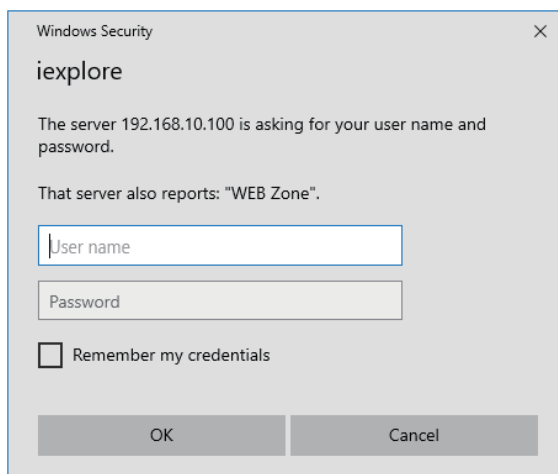 Windows Security
iexplore
The server 192.168.10.100 is asking for your user name and
password.
That server also reports: "WEB Zone".
User name
Password
Remember my credentials
OK
Cancel